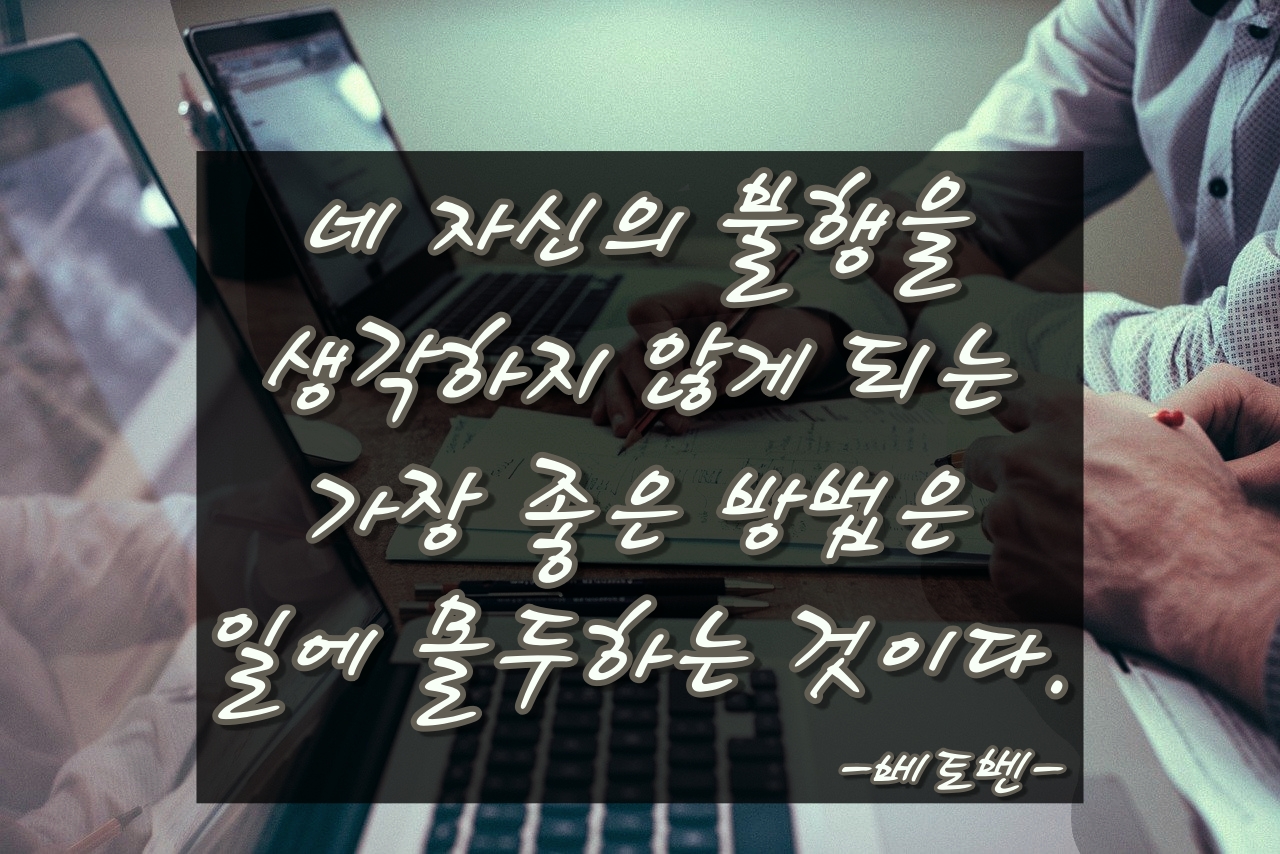 네 자신의 불행을
생각하지 않게 되는
가장 좋은 방법은
일에 몰두하는 것이다.
-베토벤-